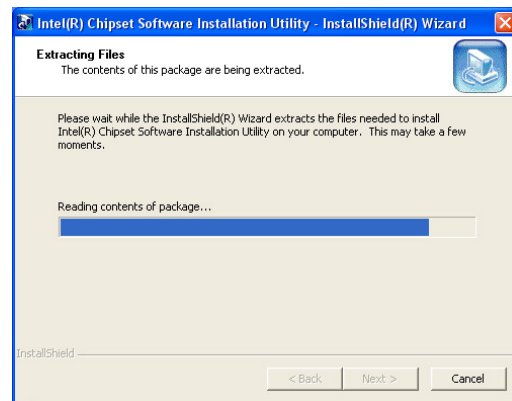 Intel(R) Chipset Software Installation Utility - InstallShield(R) Wizard
Extracting Files
The contents of this package are being extracted.
Please wait while the InstallShield(R) Wizard extracts the files needed to install
Intel(R) Chipset Software Installation Utility on your computer. This may take a few
moments.
Reading contents of package...
InstallShield
< Back
Next >
Cancel